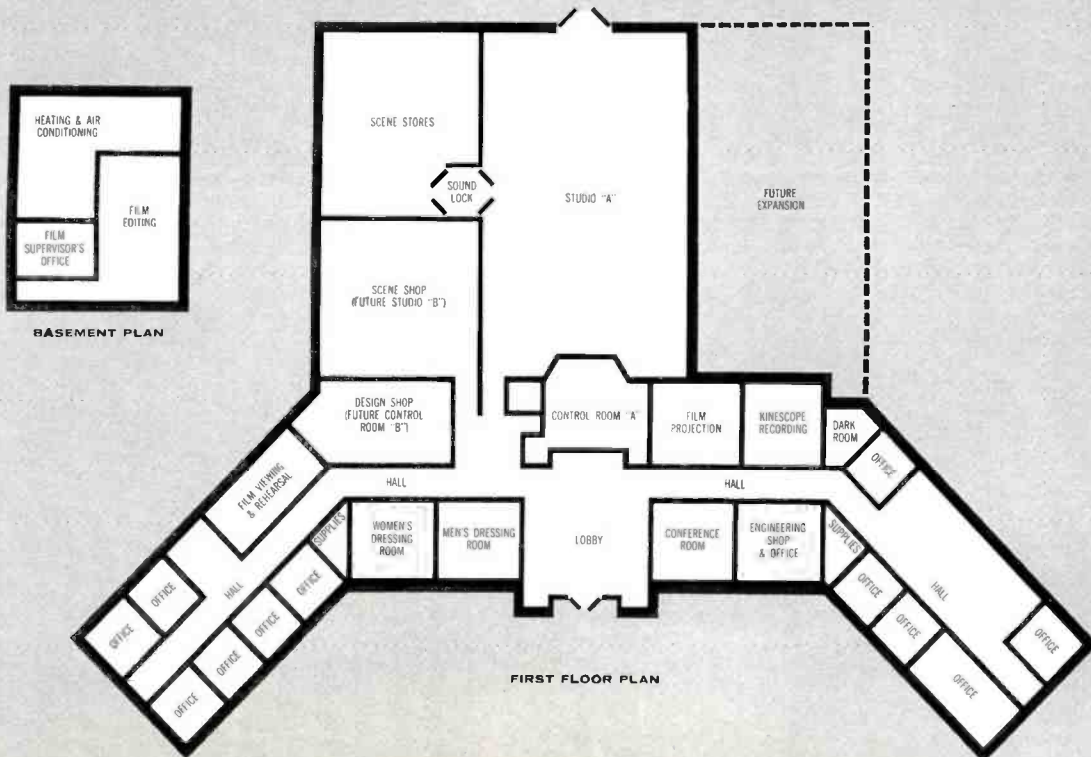 HEATING & AIR
CONDITIONING
FILM
EDITING
FILM
SUPERVISOR'S
OFFICE
BASEMENT PLAN
SCENE STORES
SOUND
LOCK
STUDIO "A"
FUTURE
EXPANSION
SCENE SHOP
(FUTURE STUDIO "B")
DESIGN SHOP
(FUTURE CONTROL
ROOM "B")
CONTROL ROOM "A"
FILM
PROJECTION
KINESCOPE
RECORDING
DARK
ROOM
OFFICE
FILM VIEWING
& REHEARSAL
HALL
HALL
SUPPLIES
WOMEN'S
DRESSING
ROOM
MEN'S DRESSING
ROOM
LOBBY
CONFERENCE
ROOM
ENGINEERING
SHOP
& OFFICE
SUPPLIES
OFFICE
OFFICE
HALL
OFFICE
OFFICE
OFFICE
OFFICE
OFFICE
OFFICE
HALL
OFFICE
OFFICE
FIRST FLOOR PLAN